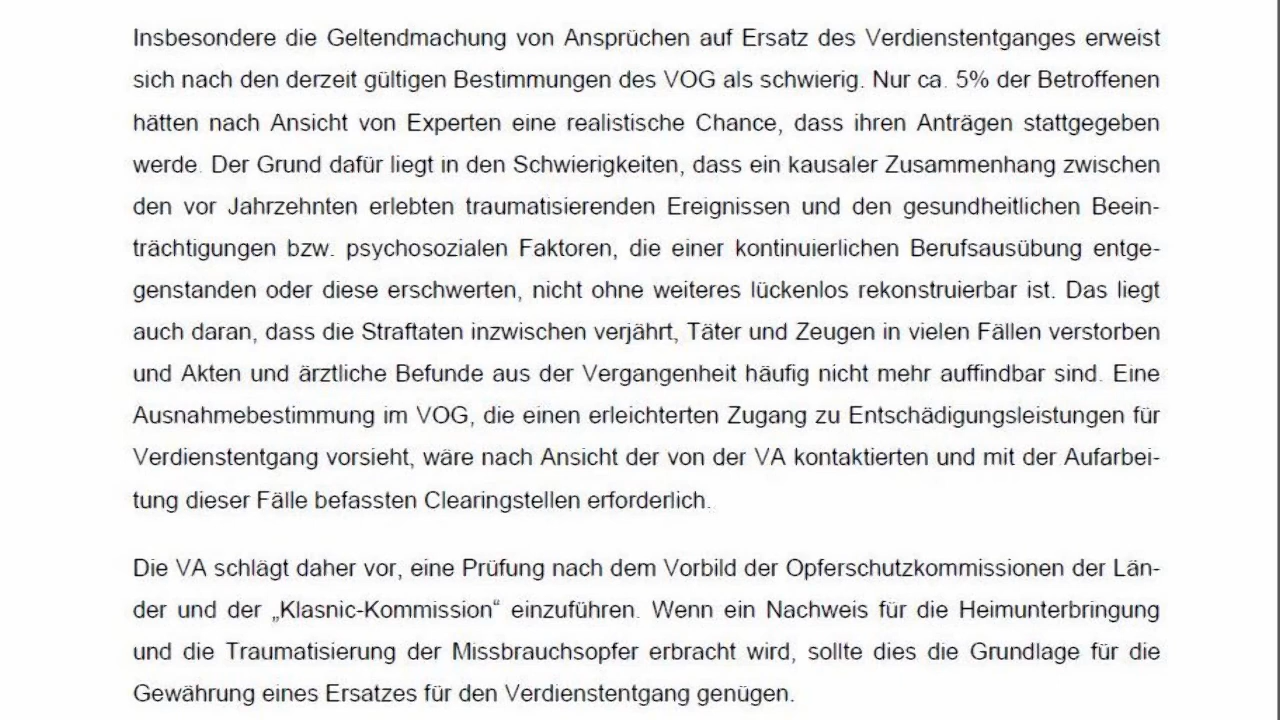 Insbesondere die Geltendmachung von Ansprüchen auf Ersatz des Verdienstentganges erweist
sich nach den derzeit gültigen Bestimmungen des VOG als schwierig. Nur ca. 5% der Betroffenen
hätten nach Ansicht von Experten eine realistische Chance, dass ihren Anträgen stattgegeben
werde. Der Grund dafür liegt in den Schwierigkeiten, dass ein kausaler Zusammenhang zwischen
den vor Jahrzehnten erlebten traumatisierenden Ereignissen und den gesundheitlichen Beein-
trächtigungen bzw. psychosozialen Faktoren, die einer kontinuierlichen Berufsausübung entge-
genstanden oder diese erschwerten, nicht ohne weiteres lückenlos rekonstruierbar ist. Das liegt
auch daran, dass die Straftaten inzwischen verjährt, Täter und Zeugen in vielen Fällen verstorben
und Akten und ärztliche Befunde aus der Vergangenheit häufig nicht mehr auffindbar sind. Eine
Ausnahmebestimmung im VOG, die einen erleichterten Zugang zu Entschädigungsleistungen für
Verdienstentgang vorsieht, wäre nach Ansicht der von der VA kontaktierten und mit der Aufarbei-
tung dieser Fälle befassten Clearingstellen erforderlich.
Die VA schlägt daher vor, eine Prüfung nach dem Vorbild der Opferschutzkommissionen der Län-
der und der „Klasnic-Kommission“ einzuführen. Wenn ein Nachweis für die Heimunterbringung
und die Traumatisierung der Missbrauchsopfer erbracht wird, sollte dies die Grundlage für die
Gewährung eines Ersatzes für den Verdienstentgang genügen.